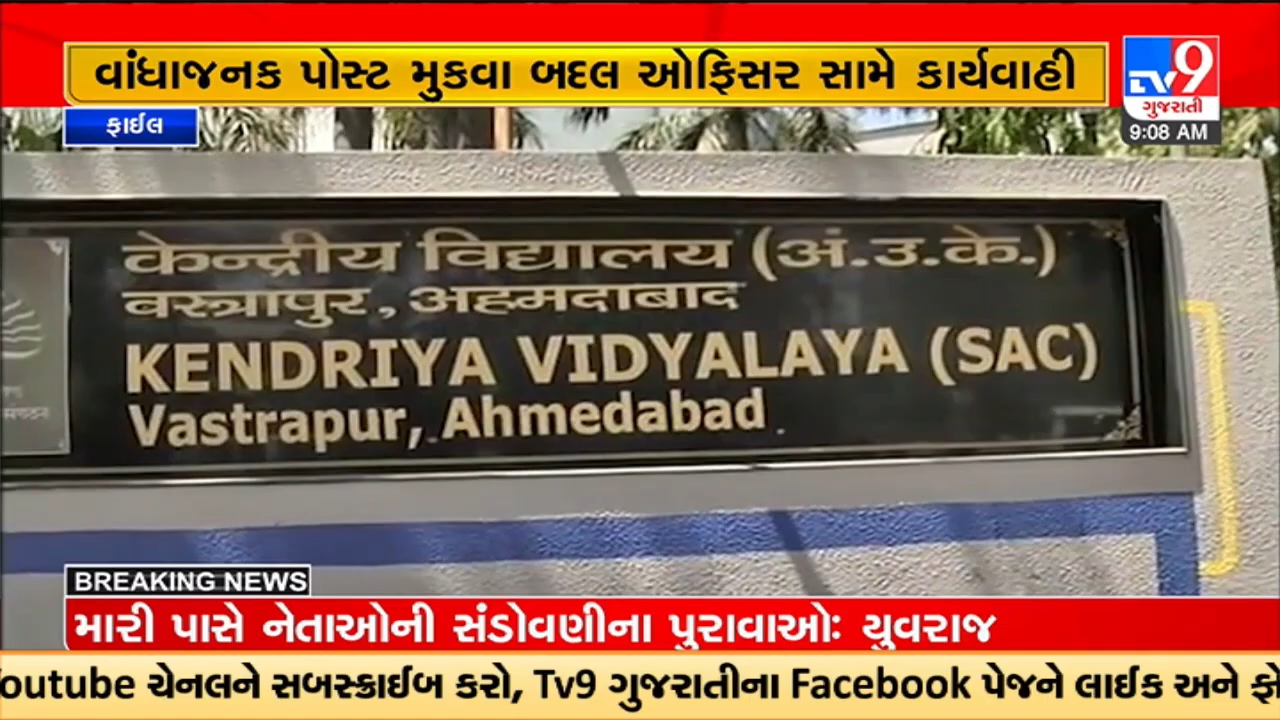 વાંધાજનક પોસ્ટ મુકવા બદલ ઓફિસર સામે કાર્યવાહી
TV9
ગુજરાતી
9:08 AM
ફાઈલ
केन्द्रीय विद्यालय (अं.उ.के.)
वस्त्रापुर, अहमदाबाद
KENDRIYA VIDYALAYA (SAC)
Vastrapur, Ahmedabad
BREAKING NEWS
મારી પાસે નેતાઓની સંડોવણીના પુરાવાઓઃ યુવરાજ
outube ચેનલને સબસ્ક્રાઈબ કરો, Tv9 ગુજરાતીના Facebook પેજને લાઈક અને ફો